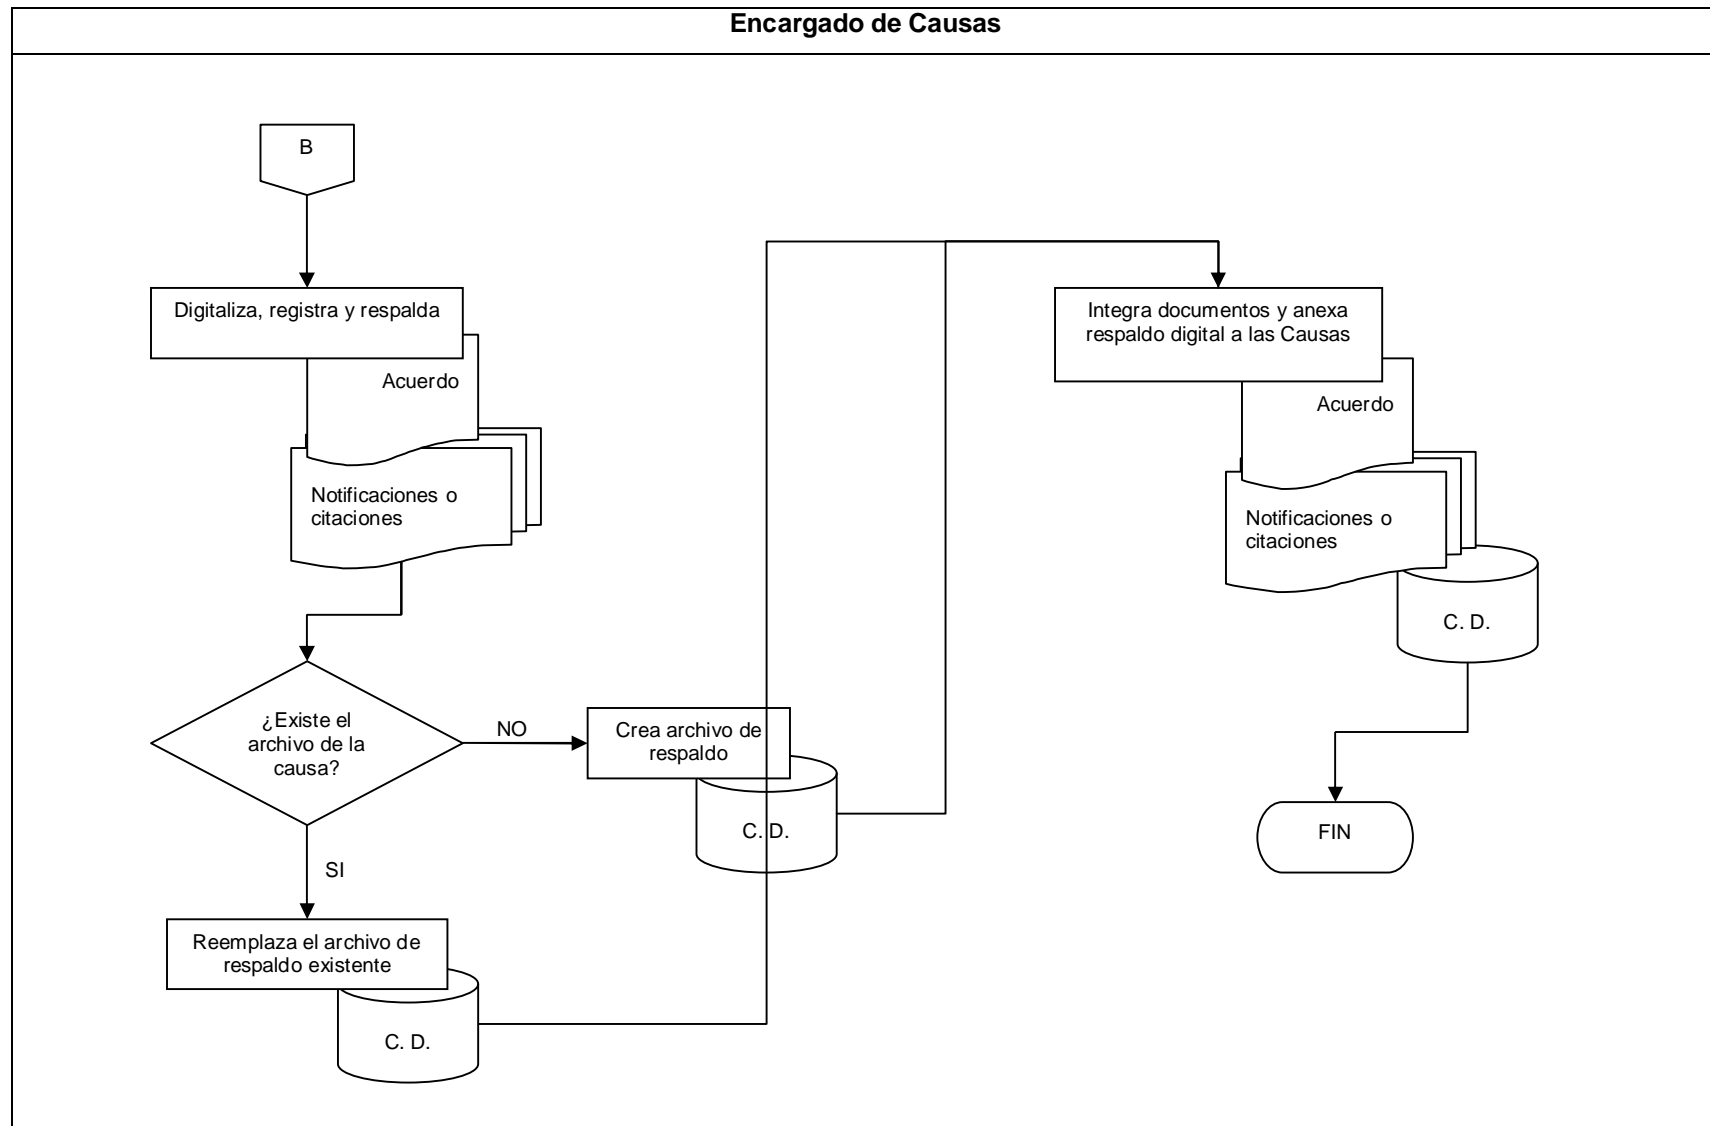 Encargado de Causas
B
Digitaliza, registra y respalda
Acuerdo
Notificaciones o
citaciones
¿Existe el
archivo de la
causa?
NO
Crea archivo de
respaldo
C. D.
SI
Reemplaza el archivo de
respaldo existente
C. D.
Integra documentos y anexa
respaldo digital a las Causas
Acuerdo
Notificaciones o
citaciones
C. D.
FIN